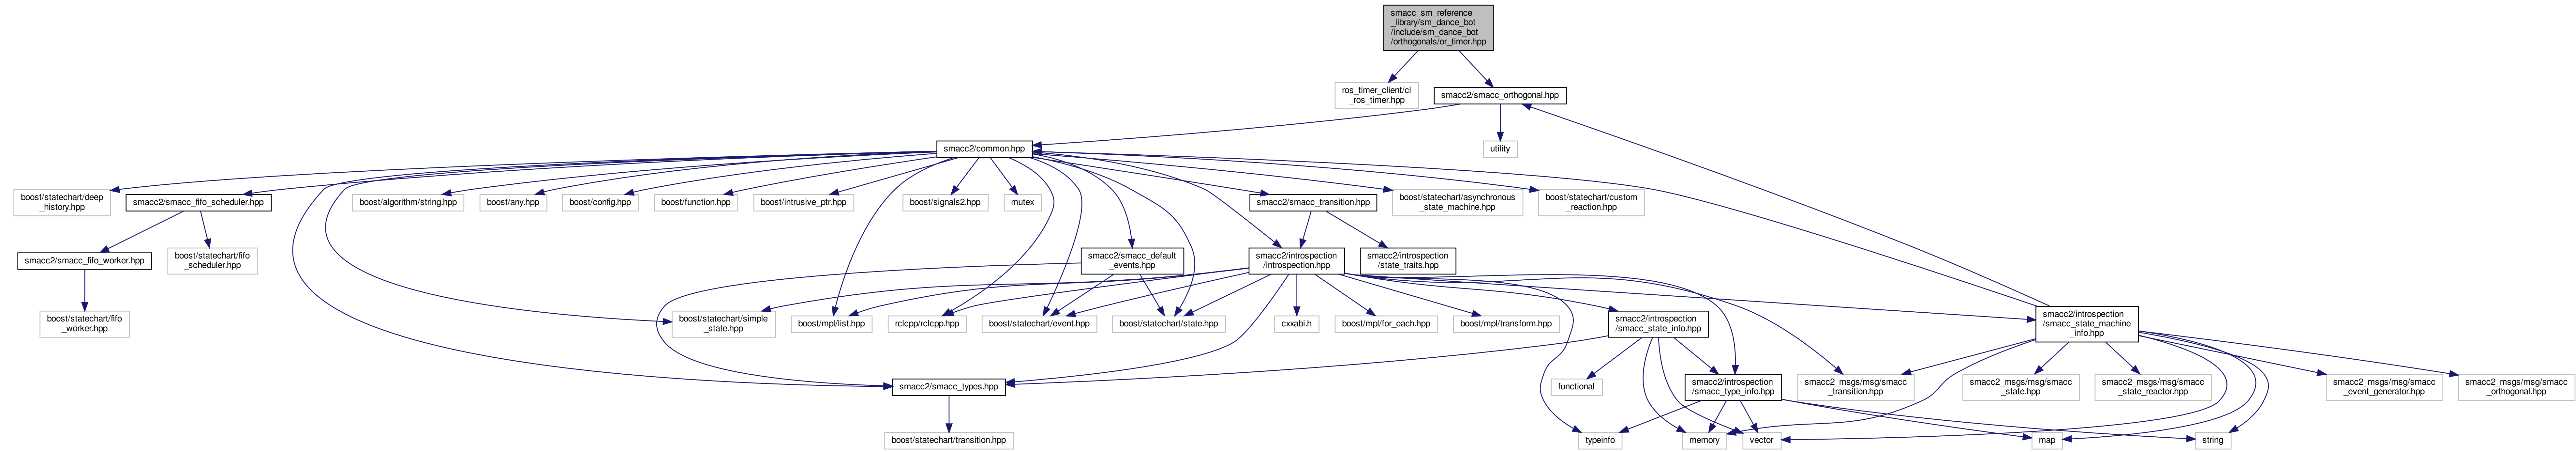 smacc_sm_reference
_library/sm_dance_bot
/include/sm_dance_bot
/orthogonals/or_timer.hpp
ros_timer_client/cl
_ros_timer.hpp
smacc2/smacc_orthogonal.hpp
smacc2/common.hpp
utility
boost/statechart/deep
_history.hpp
smacc2/smacc_fifo_scheduler.hpp
boost/algorithm/string.hpp
boost/any.hpp
boost/config.hpp
boost/function.hpp
boost/intrusive_ptr.hpp
boost/signals2.hpp
mutex
smacc2/smacc_transition.hpp
boost/statechart/asynchronous
_state_machine.hpp
boost/statechart/custom
_reaction.hpp
smacc2/smacc_fifo_worker.hpp
boost/statechart/fifo
_scheduler.hpp
smacc2/smacc_default
_events.hpp
smacc2/introspection
/introspection.hpp
smacc2/introspection
/state_traits.hpp
boost/statechart/fifo
_worker.hpp
boost/statechart/simple
_state.hpp
boost/mpl/list.hpp
rclcpp/rclcpp.hpp
boost/statechart/event.hpp
boost/statechart/state.hpp
cxxabi.h
boost/mpl/for_each.hpp
boost/mpl/transform.hpp
smacc2/introspection
/smacc_state_info.hpp
smacc2/introspection
/smacc_state_machine
_info.hpp
smacc2/smacc_types.hpp
functional
smacc2/introspection
/smacc_type_info.hpp
smacc2_msgs/msg/smacc
_transition.hpp
smacc2_msgs/msg/smacc
_state.hpp
smacc2_msgs/msg/smacc
_state_reactor.hpp
smacc2_msgs/msg/smacc
_event_generator.hpp
smacc2_msgs/msg/smacc
_orthogonal.hpp
boost/statechart/transition.hpp
typeinfo
memory
vector
map
string